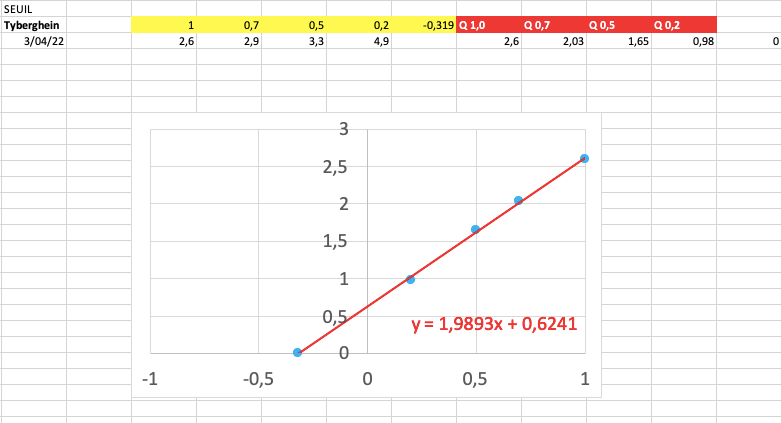 SEUIL
Tyberghein 1 0,7 0,5 0,2 -0,319 Q 1,0 Q 0,7 Q 0,5 Q 0,2
3/04/22 2,6 2,9 3,3 4,9 2,6 2,03 1,65 0,98 0
3
2,5
2
1,5
1
0,5
y = 1,9893x + 0,6241
0
-1 -0,5 0 0,5 1